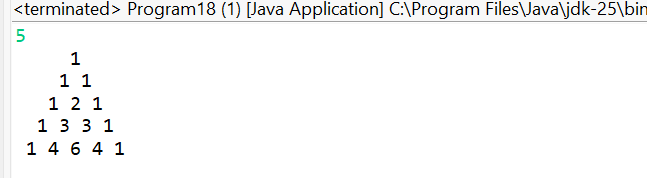 <terminated> Program18 (1) [Java Application] C:\Program Files\Java\jdk-25\bin
5
1
1 1
1 2 1
1 3 3 1
1 4 6 4 1